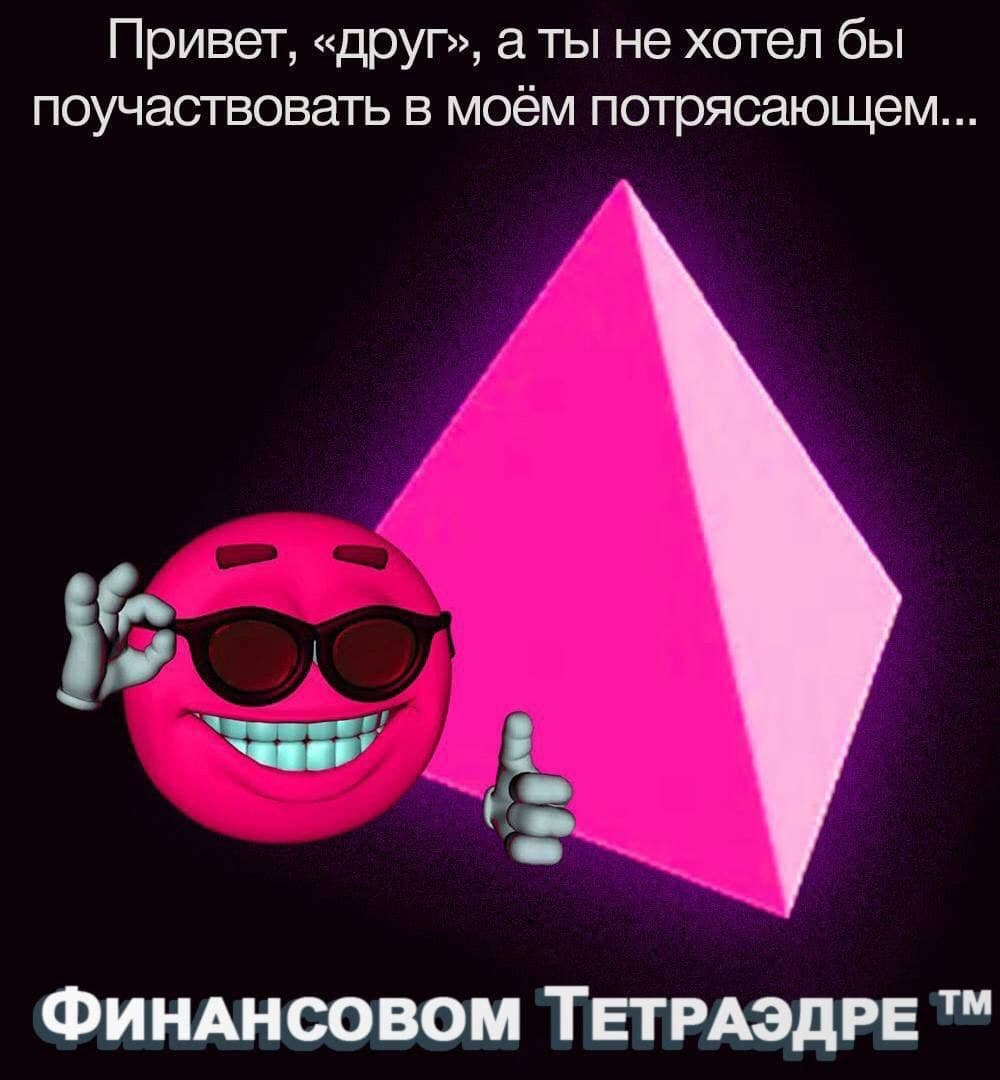 Привет, «друг», а ты не хотел бы
поучаствовать в моём потрясающем...
Финансовом Тетраэдре ™